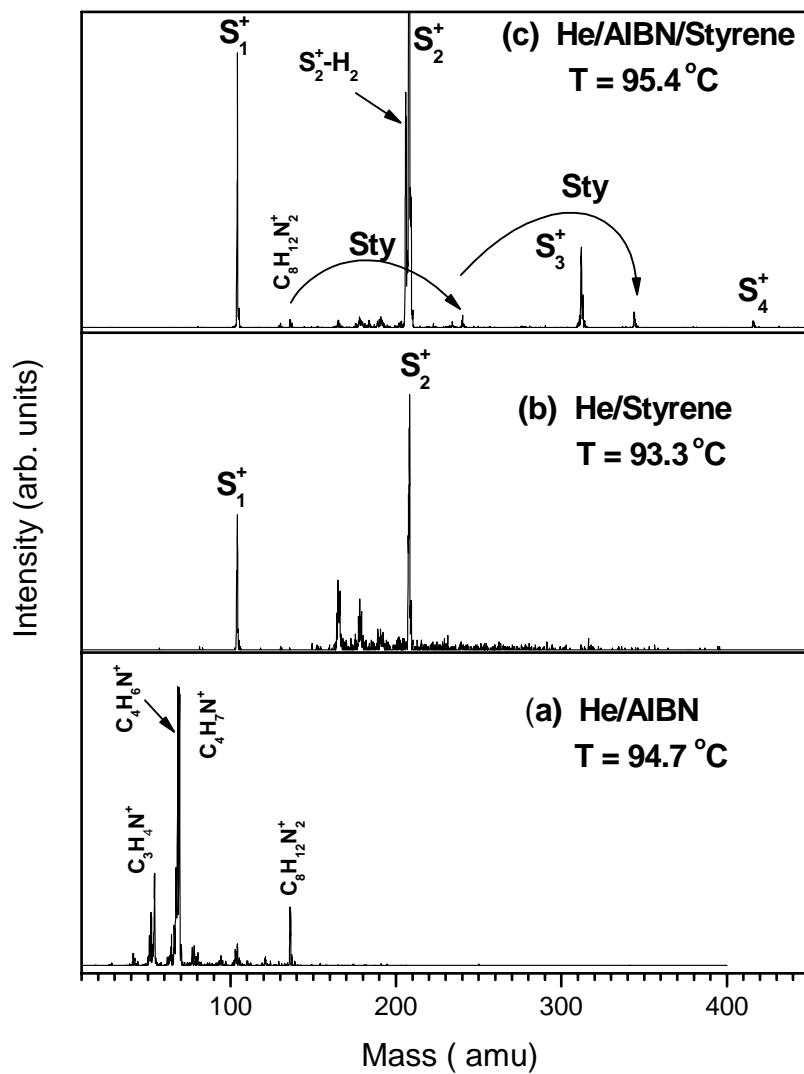 S₁⁺
S₂⁺-H₂
S₂⁺
(c) He/AIBN/Styrene
T = 95.4 °C
C₈H₁₂N₂⁺
Sty
Sty
S₃⁺
S₄⁺
S₁⁺
S₂⁺
(b) He/Styrene
T = 93.3 °C
Intensity (arb. units)
C₃H₄N⁺
C₄H₆N⁺
C₄H₇N⁺
C₈H₁₂N₂⁺
(a) He/AIBN
T = 94.7 °C
100 200 300 400
Mass ( amu)